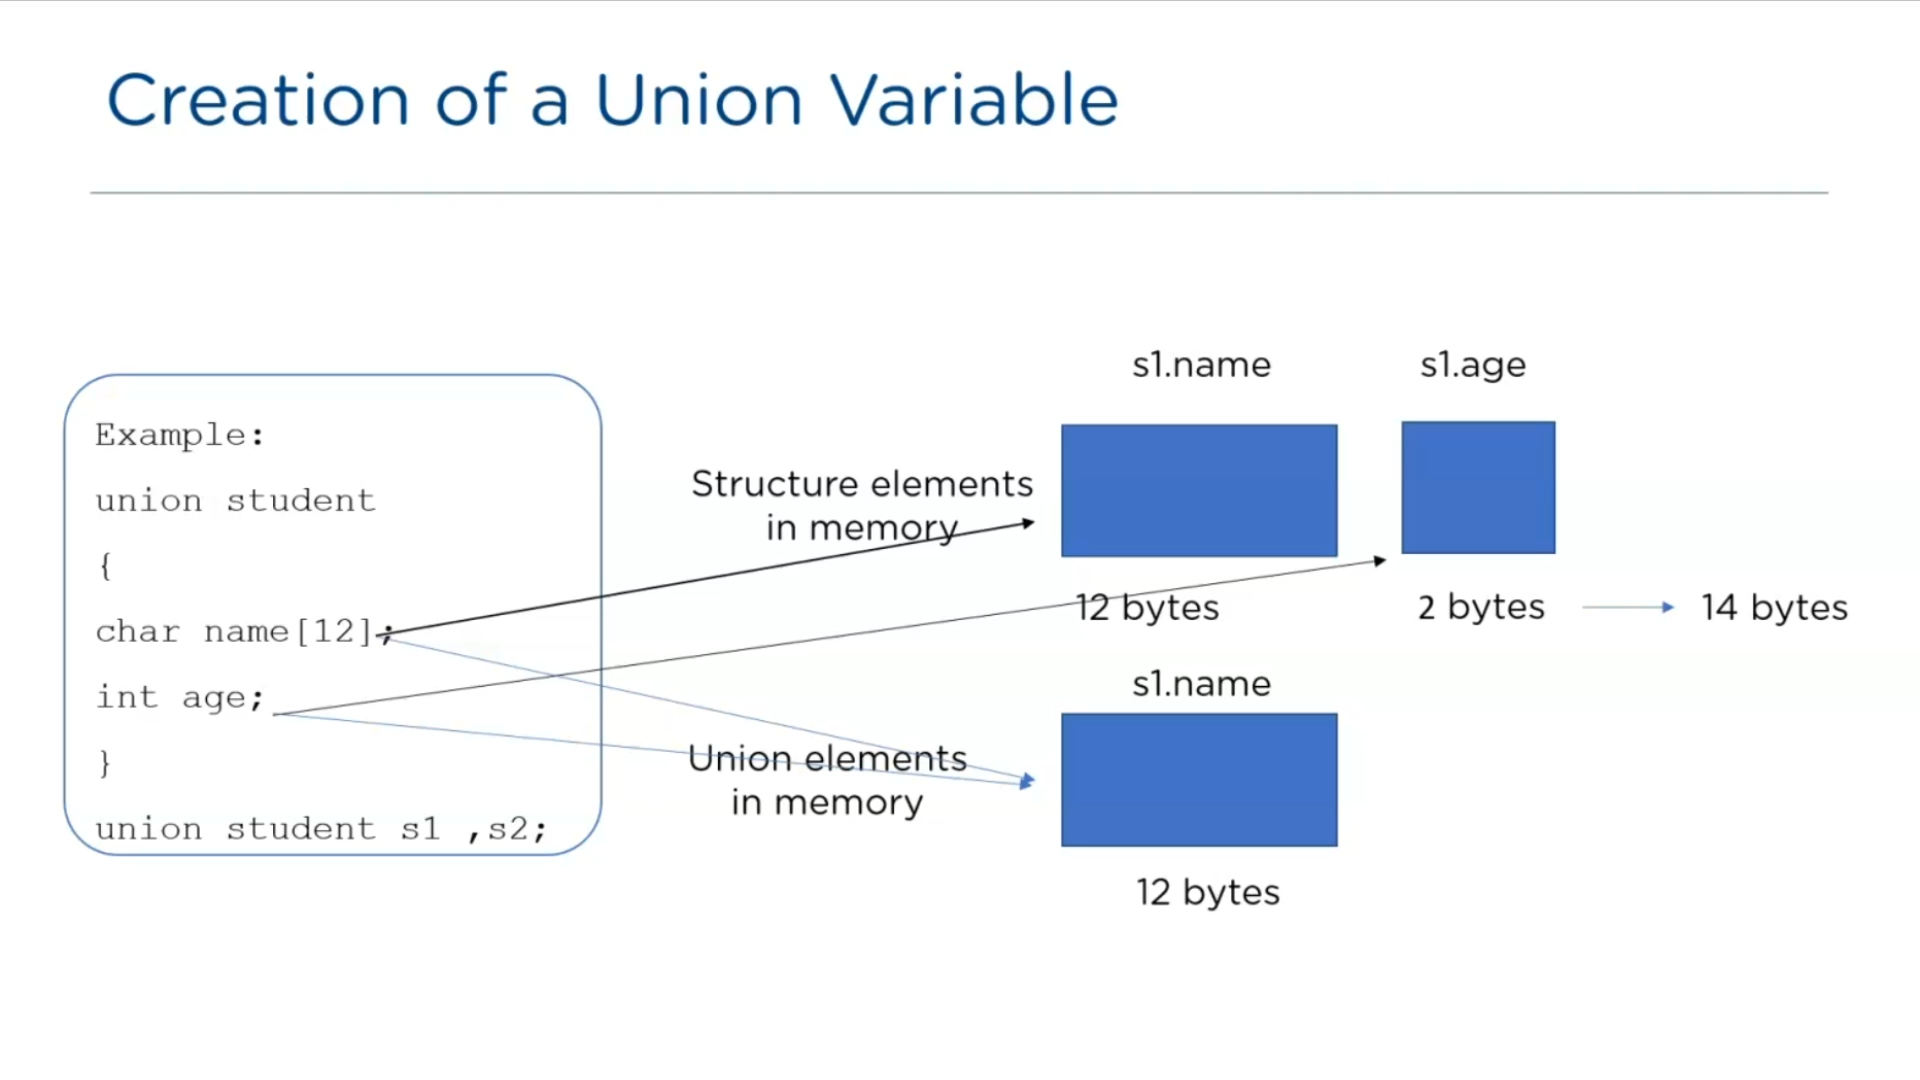 Creation of a Union Variable
Example:
union student
{
char name[12];
int age;
}
union student s1 ,s2;
Structure elements
in memory
s1.name
s1.age
12 bytes
2 bytes
14 bytes
Union elements
in memory
s1.name
12 bytes